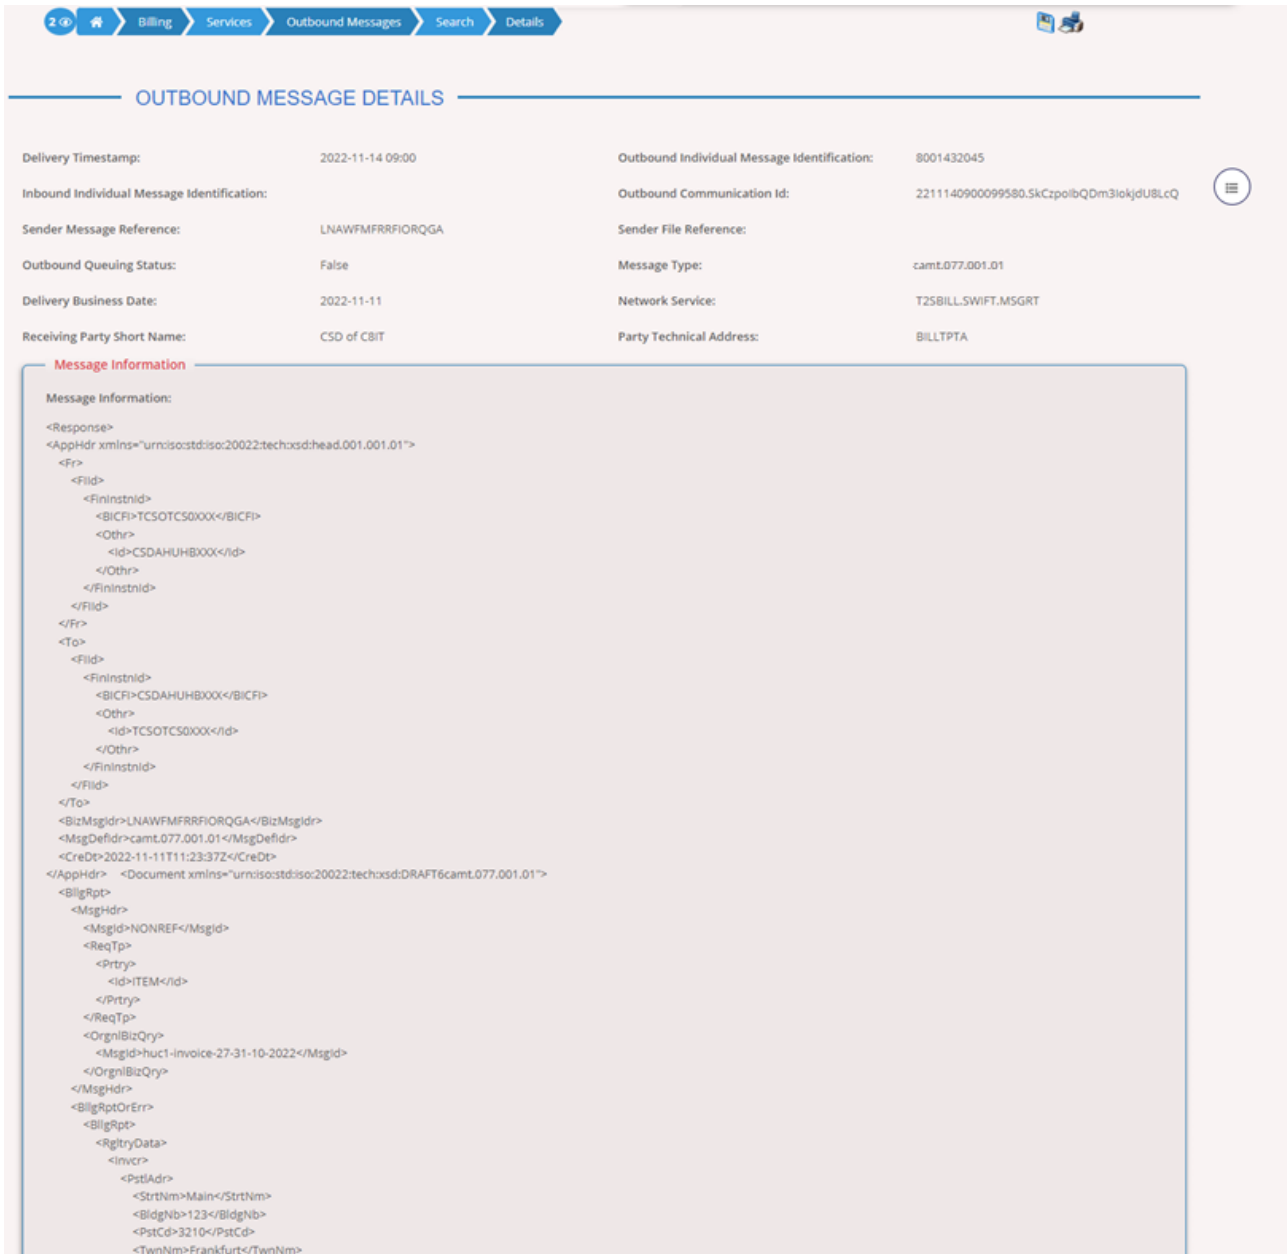 2 Billing Services Outbound Messages Search Details
OUTBOUND MESSAGE DETAILS
Delivery Timestamp: 2022-11-14 09:00 Outbound Individual Message Identification: 8001432045
Inbound Individual Message Identification: Outbound Communication Id: 2211140900099580.SkCzpoIbQDm3IokjdU8LcQ
Sender Message Reference: LNAWFMFRRFIORQGA Sender File Reference:
Outbound Queuing Status: False Message Type: camt.077.001.01
Delivery Business Date: 2022-11-11 Network Service: T2SBILL.SWIFT.MSGRT
Receiving Party Short Name: CSD of C8IT Party Technical Address: BILLTPTA
Message Information
Message Information:
<Response>
<AppHdr xmlns="urn:iso:std:iso:20022:tech:xsd:head.001.001.01">
<Fr>
<FIId>
<FinInstnId>
<BICFI>TCSOTCS0XXX</BICFI>
<Othr>
<Id>CSDAHUHBXXX</Id>
</Othr>
</FinInstnId>
</FIId>
</Fr>
<To>
<FIId>
<FinInstnId>
<BICFI>CSDAHUHBXXX</BICFI>
<Othr>
<Id>TCSOTCS0XXX</Id>
</Othr>
</FinInstnId>
</FIId>
</To>
<BizMsgIdr>LNAWFMFRRFIORQGA</BizMsgIdr>
<MsgDefIdr>camt.077.001.01</MsgDefIdr>
<CreDt>2022-11-11T11:23:37Z</CreDt>
</AppHdr> <Document xmlns="urn:iso:std:iso:20022:tech:xsd:DRAFT6camt.077.001.01">
<BllgRpt>
<MsgHdr>
<MsgId>NONREF</MsgId>
<ReqTp>
<Prtry>
<Id>ITEM</Id>
</Prtry>
</ReqTp>
<OrgnlBizQry>
<MsgId>huc1-invoice-27-31-10-2022</MsgId>
</OrgnlBizQry>
</MsgHdr>
<BllgRptOrErr>
<BllgRpt>
<RgltryData>
<Invcr>
<PstlAdr>
<StrtNm>Main</StrtNm>
<BldgNb>123</BldgNb>
<PstCd>3210</PstCd>
<TwnNm>Frankfurt</TwnNm>